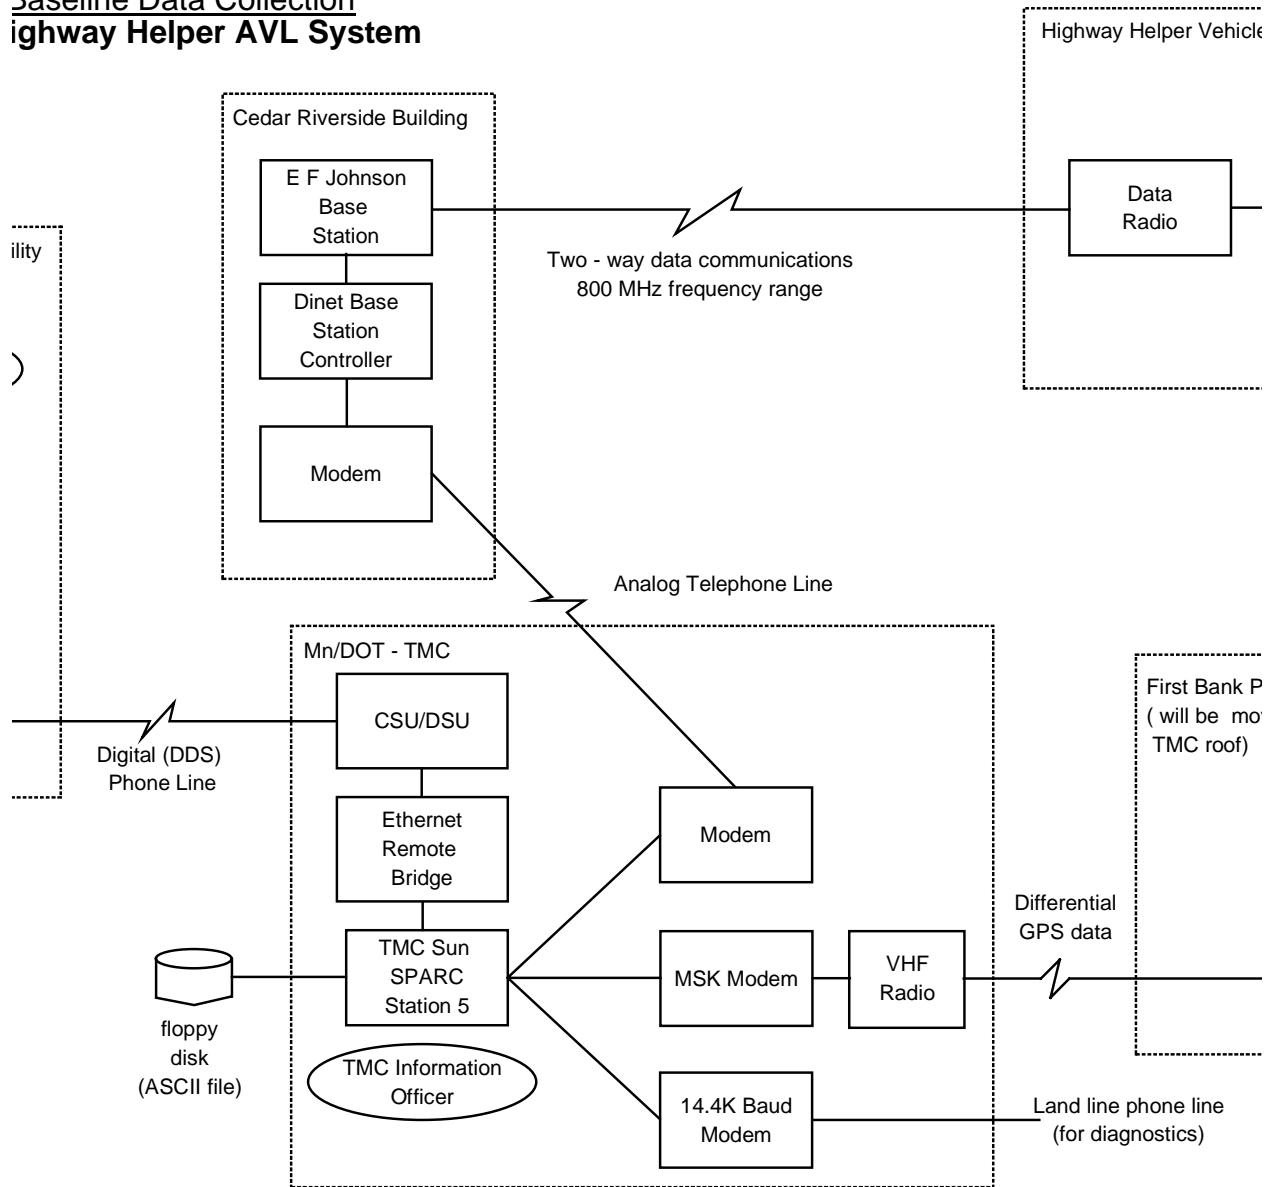 Baseline Data Collection
ighway Helper AVL System
Highway Helper Vehicle
Cedar Riverside Building
E F Johnson
Base
Station
Data
Radio
ility
Two - way data communications
800 MHz frequency range
Dinet Base
Station
Controller
Modem
Analog Telephone Line
Mn/DOT - TMC
First Bank P
( will be mov
TMC roof)
CSU/DSU
Digital (DDS)
Phone Line
Ethernet
Remote
Bridge
Modem
Differential
GPS data
TMC Sun
SPARC
Station 5
MSK Modem
VHF
Radio
floppy
disk
(ASCII file)
TMC Information
Officer
14.4K Baud
Modem
Land line phone line
(for diagnostics)